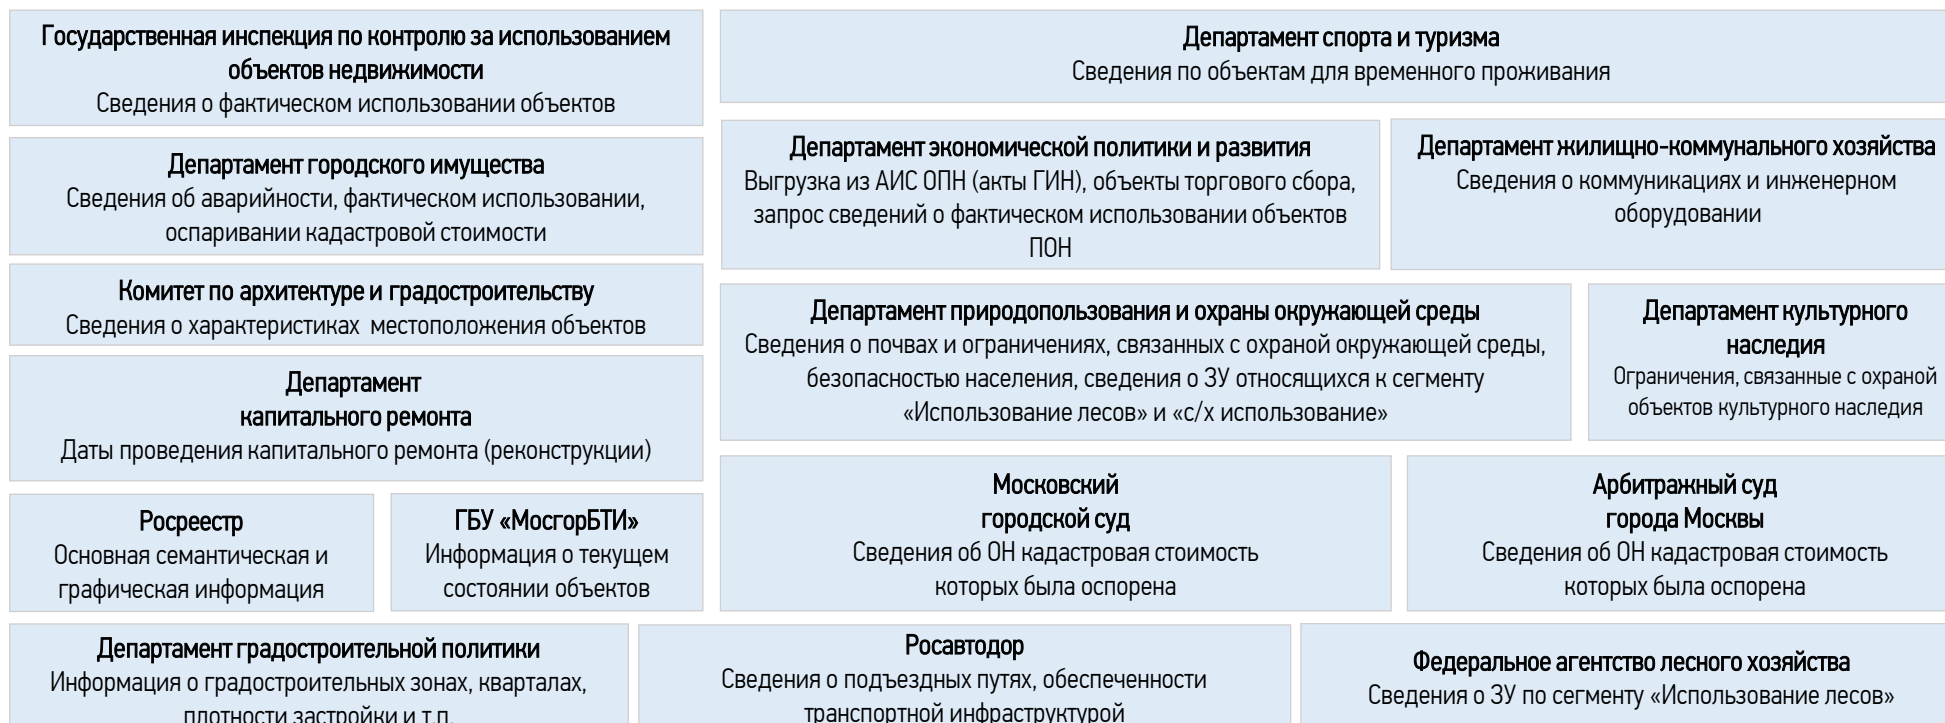 Государственная инспекция по контролю за использованием
объектов недвижимости
Сведения о фактическом использовании объектов
Департамент городского имущества
Сведения об аварийности, фактическом использовании,
оспаривании кадастровой стоимости
Комитет по архитектуре и градостроительству
Сведения о характеристиках местоположения объектов
Департамент
капитального ремонта
Даты проведения капитального ремонта (реконструкции)
Росреестр
Основная семантическая и
графическая информация
ГБУ «МосгорБТИ»
Информация о текущем
состоянии объектов
Департамент спорта и туризма
Сведения по объектам для временного проживания
Департамент экономической политики и развития
Выгрузка из АИС ОПН (акты ГИН), объекты торгового сбора,
запрос сведений о фактическом использовании объектов
ПОН
Департамент жилищно-коммунального хозяйства
Сведения о коммуникациях и инженерном
оборудовании
Департамент природопользования и охраны окружающей среды
Сведения о почвах и ограничениях, связанных с охраной окружающей среды,
безопасностью населения, сведения о ЗУ относящихся к сегменту
«Использование лесов» и «с/х использование»
Департамент культурного
наследия
Ограничения, связанные с охраной
объектов культурного наследия
Московский
городской суд
Сведения об ОН кадастровая стоимость
которых была оспорена
Арбитражный суд
города Москвы
Сведения об ОН кадастровая стоимость
которых была оспорена
Департамент градостроительной политики
Информация о градостроительных зонах, кварталах,
плотности застройки и т.п.
Росавтодор
Сведения о подъездных путях, обеспеченности
транспортной инфраструктурой
Федеральное агентство лесного хозяйства
Сведения о ЗУ по сегменту «Использование лесов»